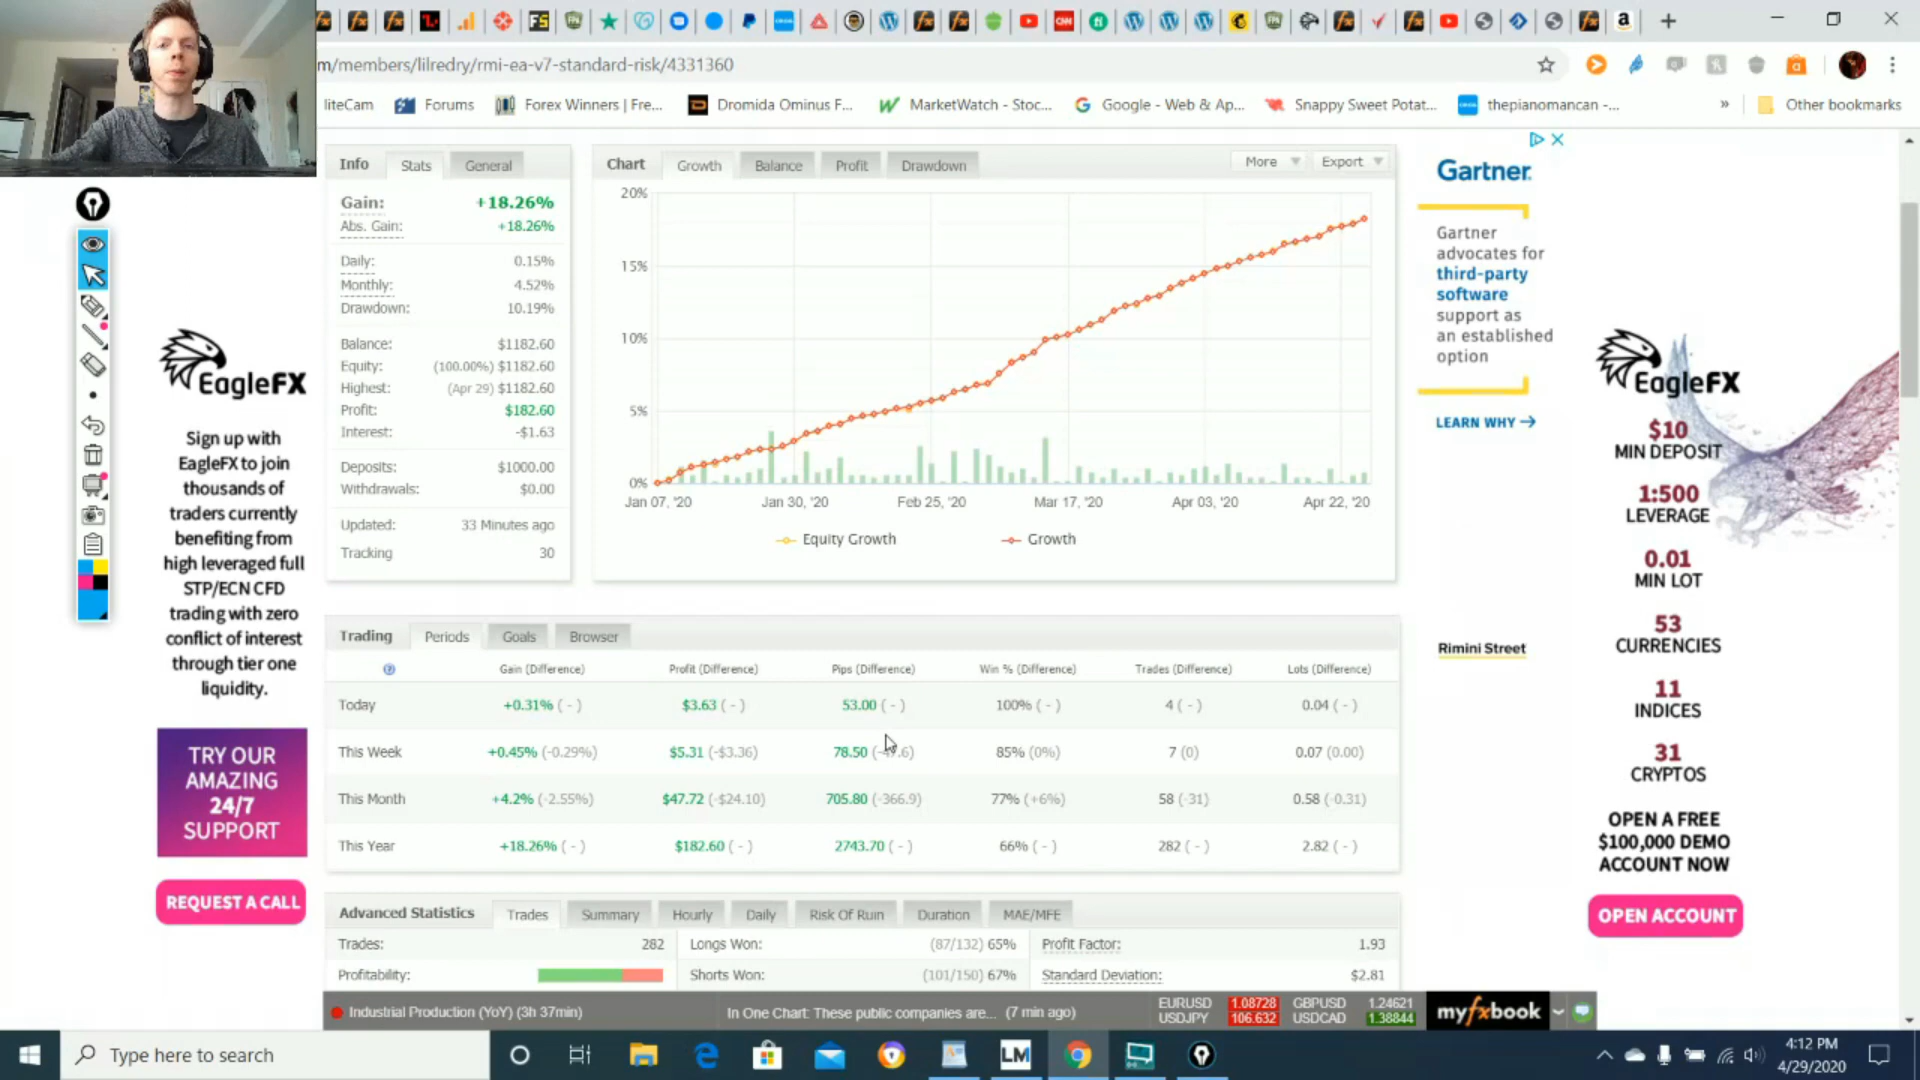 m/members/lilredry/rmi-ea-v7-standard-risk/4331360
liteCam
Forums
Forex Winners | Fre...
Dromida Ominus F...
MarketWatch - Stoc...
Google - Web & Ap...
Snappy Sweet Potat...
thepianomancan -...
»
Other bookmarks
Info
Stats
General
Gain: +18.26%
Abs. Gain: +18.26%
Daily: 0.15%
Monthly: 4.52%
Drawdown: 10.19%
Balance: $1182.60
Equity: (100.00%) $1182.60
Highest: (Apr 29) $1182.60
Profit: $182.60
Interest: -$1.63
Deposits: $1000.00
Withdrawals: $0.00
Updated: 33 Minutes ago
Tracking 30
Chart
Growth
Balance
Profit
Drawdown
More
Export
20%
15%
10%
5%
0%
Jan 07, '20
Jan 30, '20
Feb 25, '20
Mar 17, '20
Apr 03, '20
Apr 22, '20
Equity Growth
Growth
Gartner
Gartner
advocates for
third-party
software
support as
an established
option
LEARN WHY →
Rimini Street
EagleFX
Sign up with
EagleFX to join
thousands of
traders currently
benefiting from
high leveraged full
STP/ECN CFD
trading with zero
conflict of interest
through tier one
liquidity.
TRY OUR
AMAZING
24/7
SUPPORT
REQUEST A CALL
EagleFX
$10
MIN DEPOSIT
1:500
LEVERAGE
0.01
MIN LOT
53
CURRENCIES
11
INDICES
31
CRYPTOS
OPEN A FREE
$100,000 DEMO
ACCOUNT NOW
OPEN ACCOUNT
Trading
Periods
Goals
Browser
Gain (Difference) Profit (Difference) Pips (Difference) Win % (Difference) Trades (Difference) Lots (Difference)
Today +0.31% ( - ) $3.63 ( - ) 53.00 ( - ) 100% ( - ) 4 ( - ) 0.04 ( - )
This Week +0.45% (-0.29%) $5.31 (-$3.36) 78.50 85% (0%) 7 (0) 0.07 (0.00)
This Month +4.2% (-2.55%) $47.72 (-$24.10) 705.80 (-366.9) 77% (+6%) 58 (-31) 0.58 (-0.31)
This Year +18.26% ( - ) $182.60 ( - ) 2743.70 ( - ) 66% ( - ) 282 ( - ) 2.82 ( - )
Advanced Statistics
Trades
Summary
Hourly
Daily
Risk Of Ruin
Duration
MAE/MFE
Trades: 282 Longs Won: (87/132) 65% Profit Factor: 1.93
Profitability: Shorts Won: (101/150) 67% Standard Deviation: $2.81
Industrial Production (YoY) (3h 37min)
In One Chart: These public companies are... (7 min ago)
EURUSD 1.08728 GBPUSD 1.24621
USDJPY 106.632 USDCAD 1.38844
myfxbook
Type here to search
LM
4:12 PM
4/29/2020